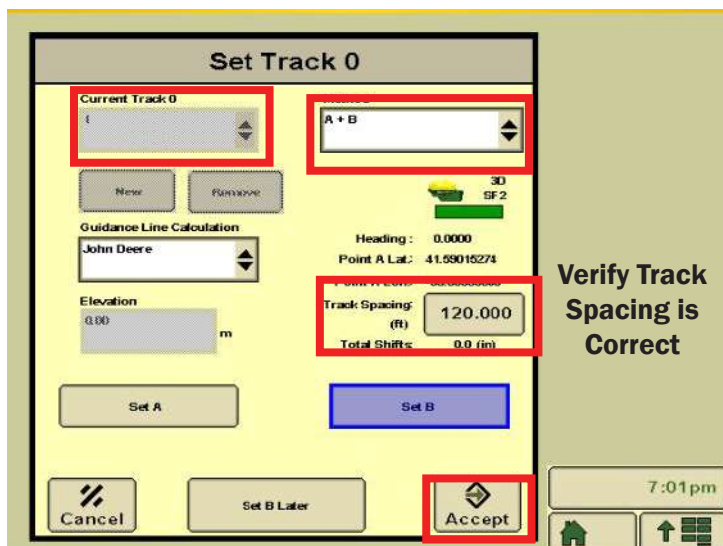 Set Track 0
Current Track 0
A + B
New
Remove
3D
SF2
Guidance Line Calculation
John Deere
Heading: 0.0000
Point A Lat: 41.59015274
Elevation
0.00
m
Track Spacing:
(ft)
120.000
Total Shifts: 0.0 (in)
Verify Track
Spacing is
Correct
Set A
Set B
Cancel
Set B Later
Accept
7:01pm